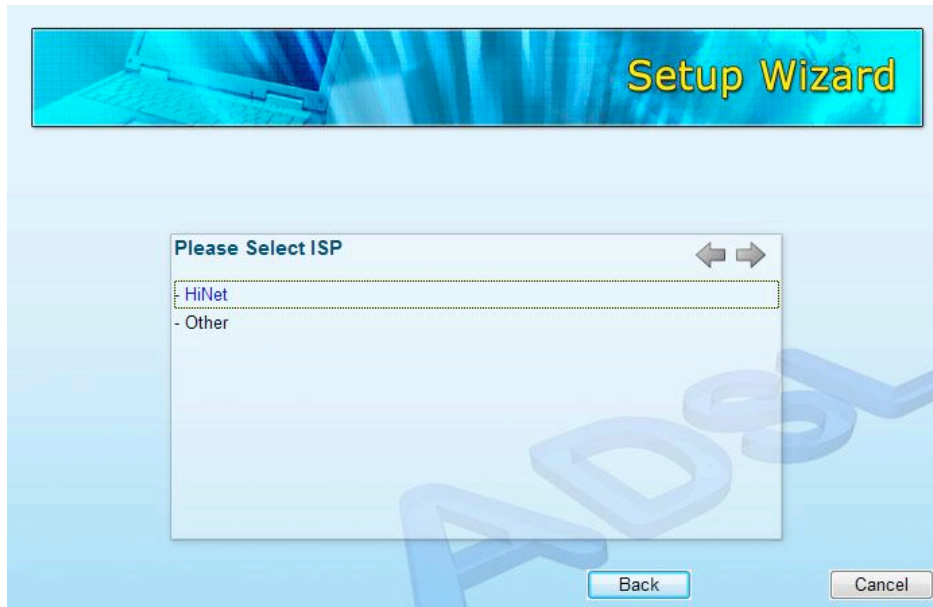 Setup Wizard
Please Select ISP
- HiNet
- Other
ADSL
Back
Cancel